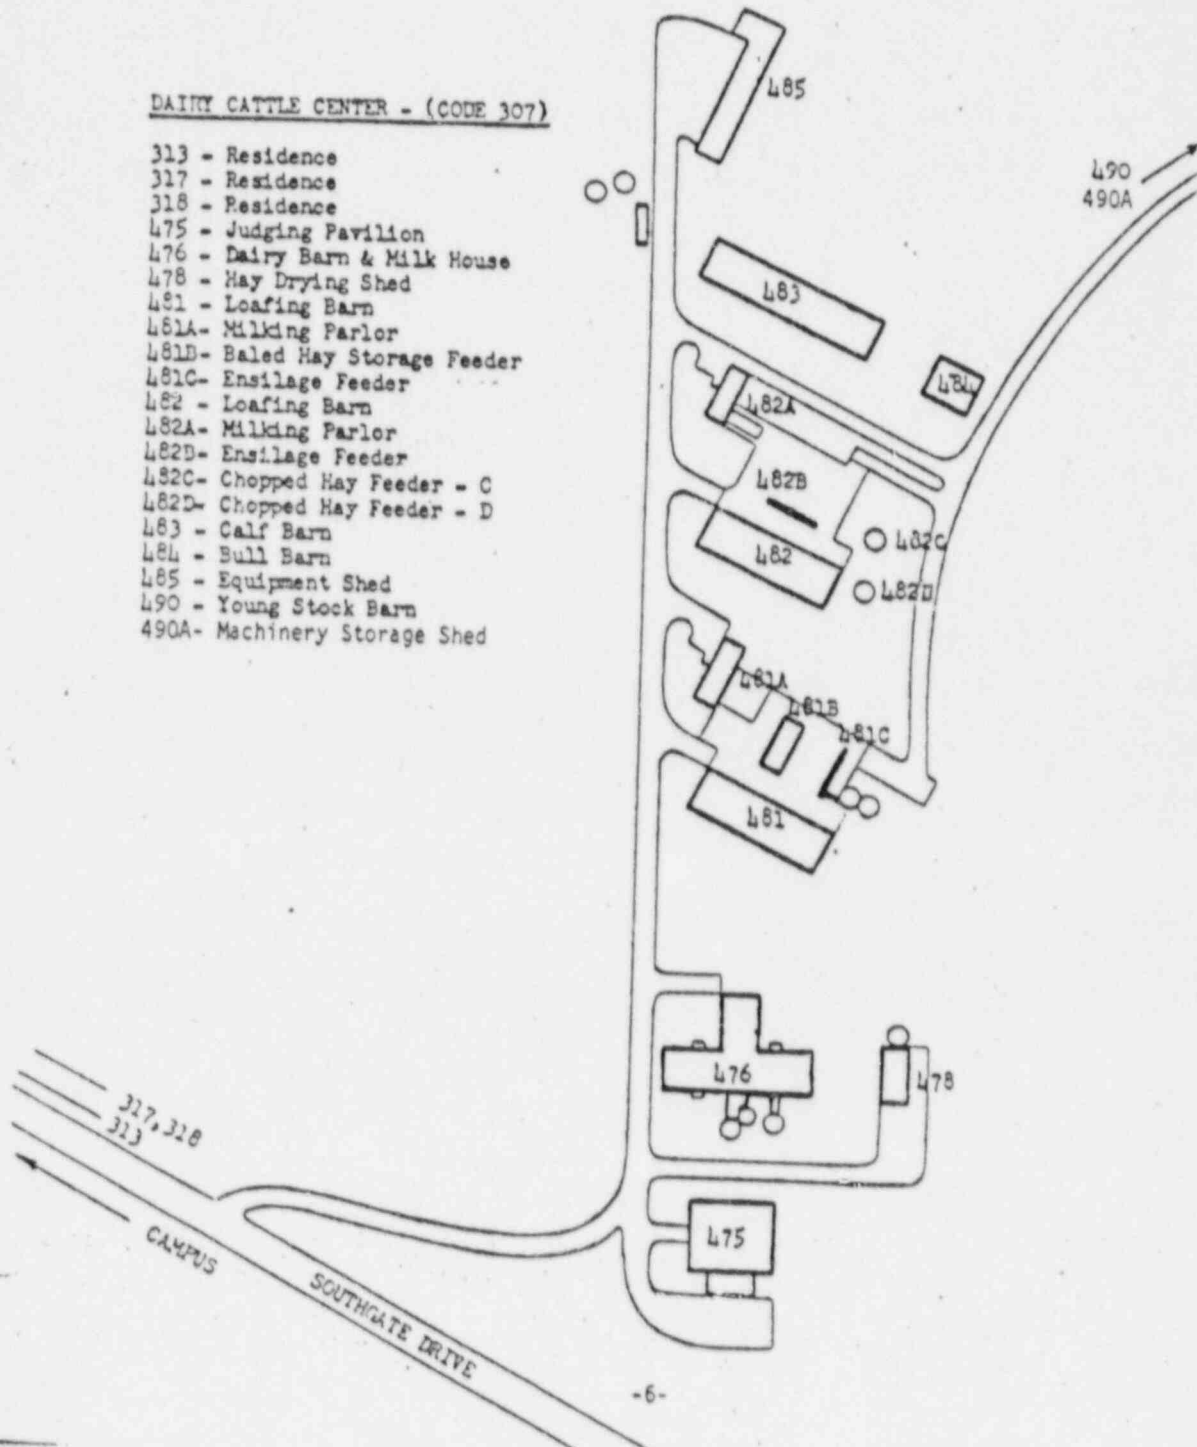 DAIRY CATTLE CENTER - (CODE 307)
313 - Residence
317 - Residence
318 - Residence
475 - Judging Pavilion
476 - Dairy Barn & Milk House
478 - Hay Drying Shed
481 - Loafing Barn
481A- Milking Parlor
481B- Baled Hay Storage Feeder
481C- Ensilage Feeder
482 - Loafing Barn
482A- Milking Parlor
482B- Ensilage Feeder
482C- Chopped Hay Feeder - C
482D- Chopped Hay Feeder - D
483 - Calf Barn
484 - Bull Barn
485 - Equipment Shed
490 - Young Stock Barn
490A- Machinery Storage Shed
485
490
490A
483
484
482A
482B
482C
482
482D
481A
481B
481C
481
476
478
317,318
313
475
CAMPUS
SOUTHGATE DRIVE
-6-